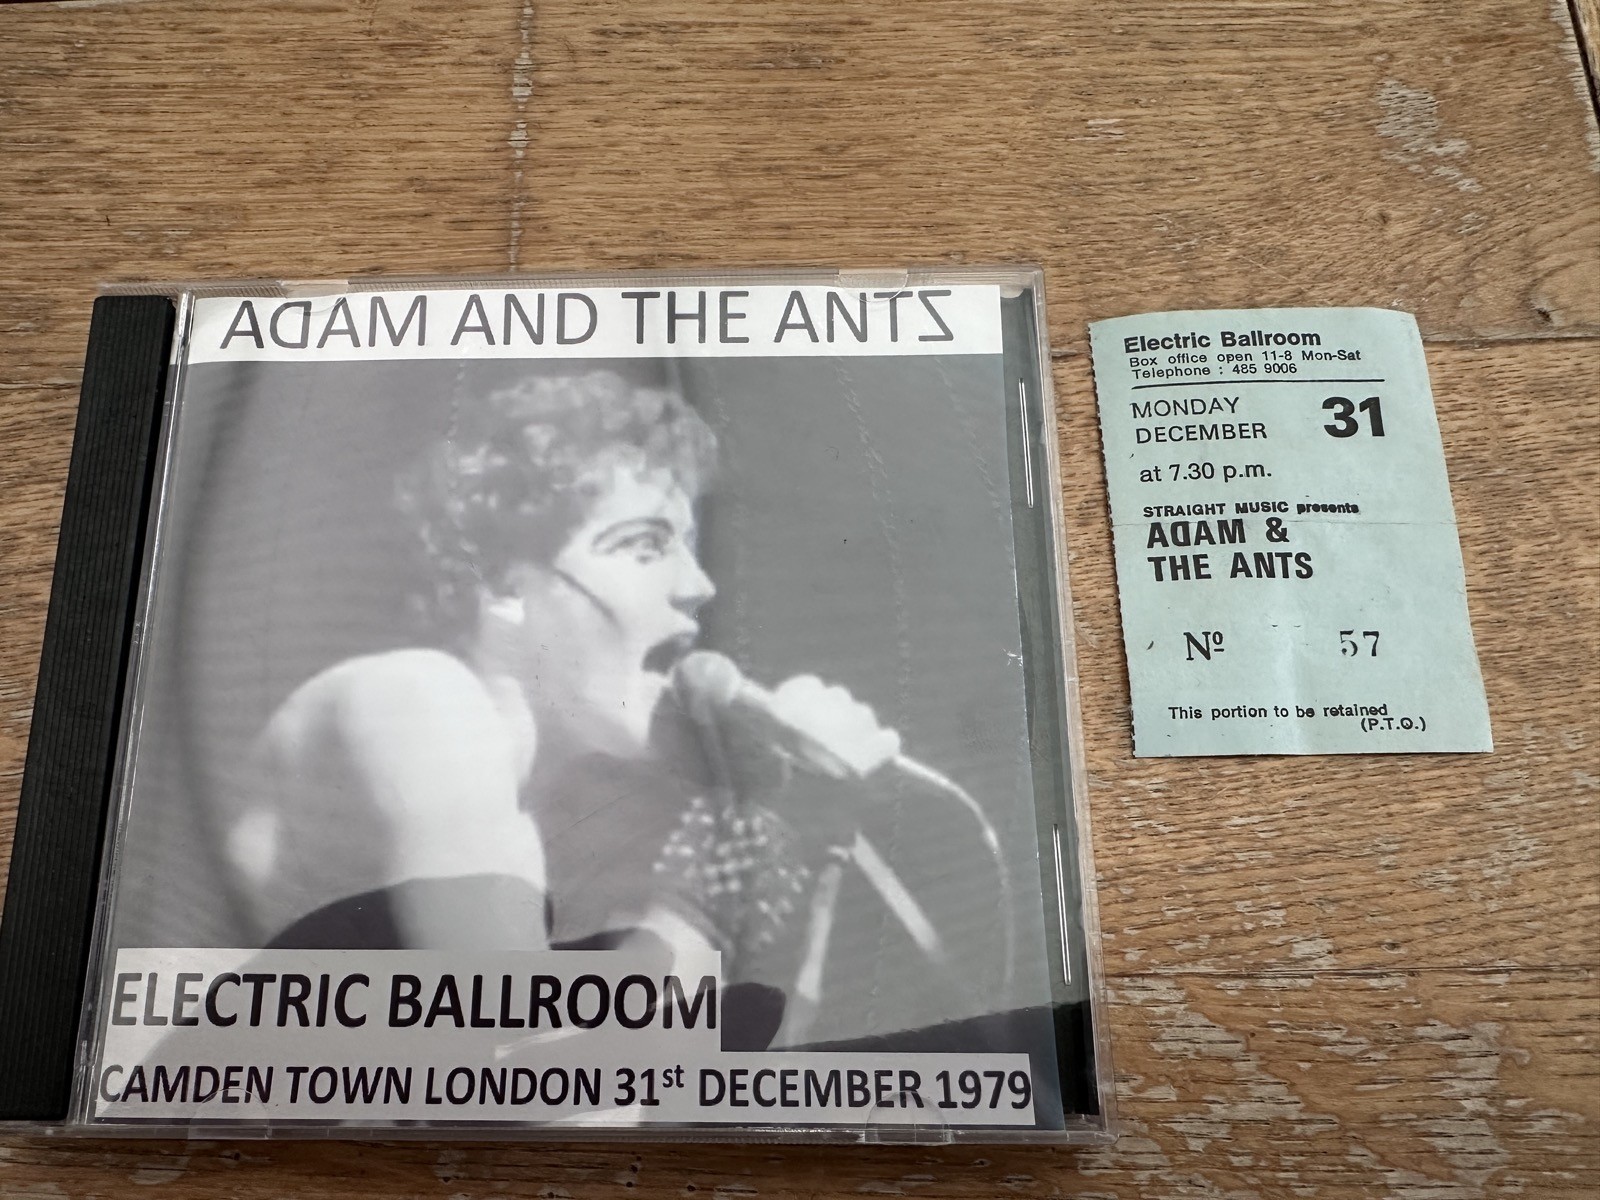 ADAM AND THE ANTS
ELECTRIC BALLROOM
CAMDEN TOWN LONDON 31st DECEMBER 1979
Electric Ballroom
Box office open 11-8 Mon-Sat
Telephone : 485 9006
MONDAY
DECEMBER 31
at 7.30 p.m.
STRAIGHT MUSIC presents
ADAM &
THE ANTS
Nº 57
This portion to be retained
(P.T.O.)